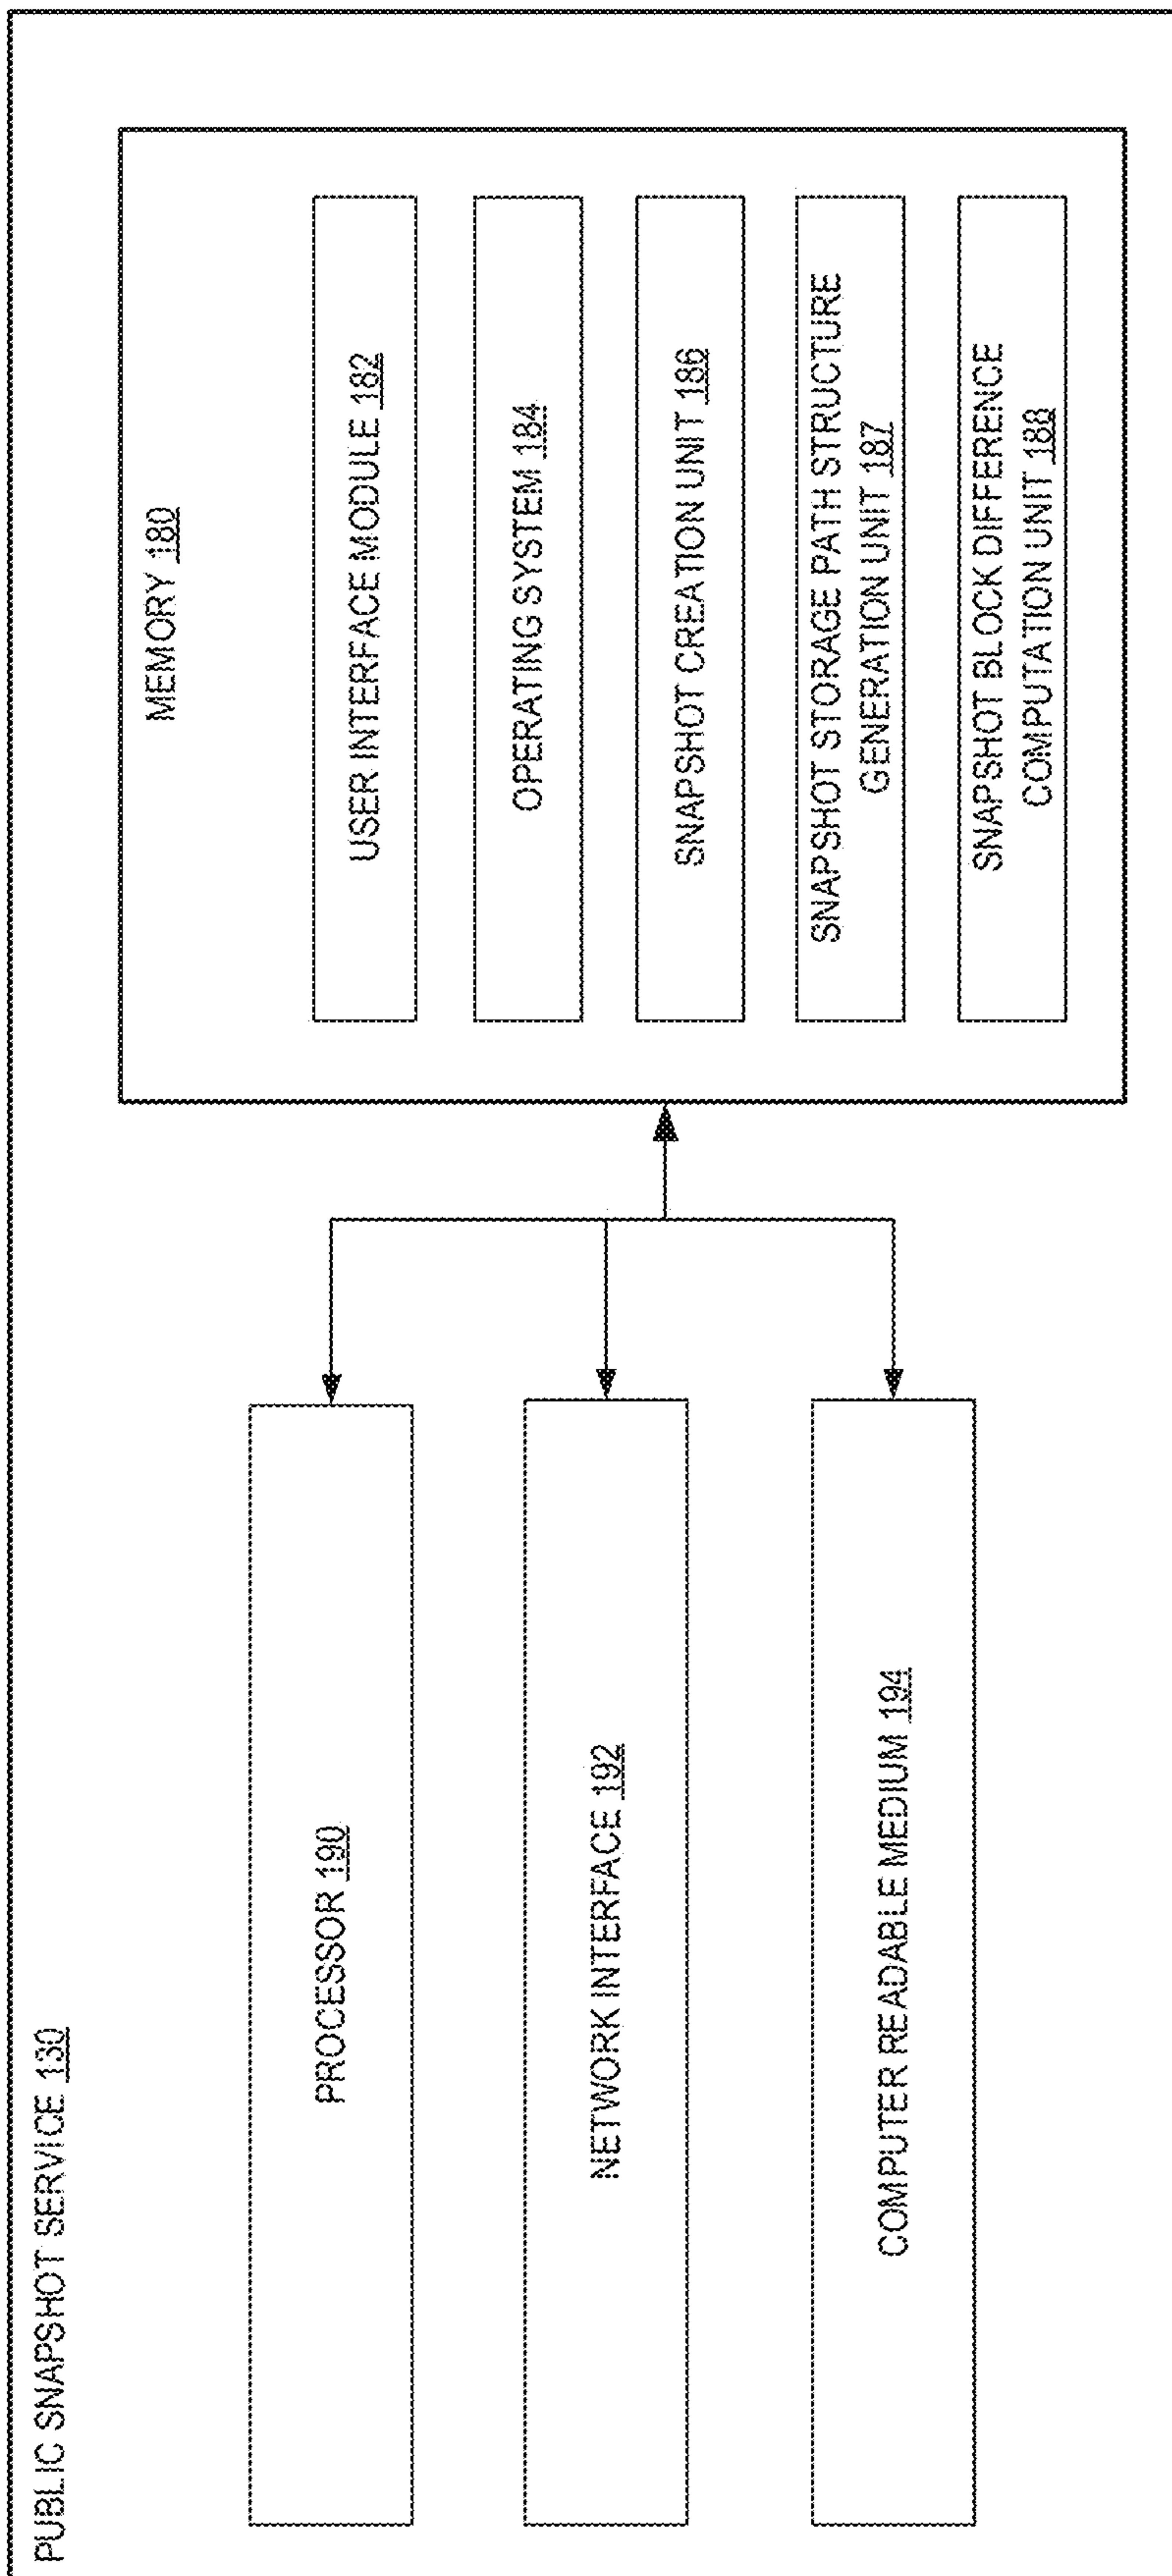 PUBLIC SNAPSHOT SERVICE 130
PROCESSOR 190
NETWORK INTERFACE 192
COMPUTER READABLE MEDIUM 194
MEMORY 180
USER INTERFACE MODULE 182
OPERATING SYSTEM 184
SNAPSHOT CREATION UNIT 186
SNAPSHOT STORAGE PATH STRUCTURE
GENERATION UNIT 187
SNAPSHOT BLOCK DIFFERENCE
COMPUTATION UNIT 188